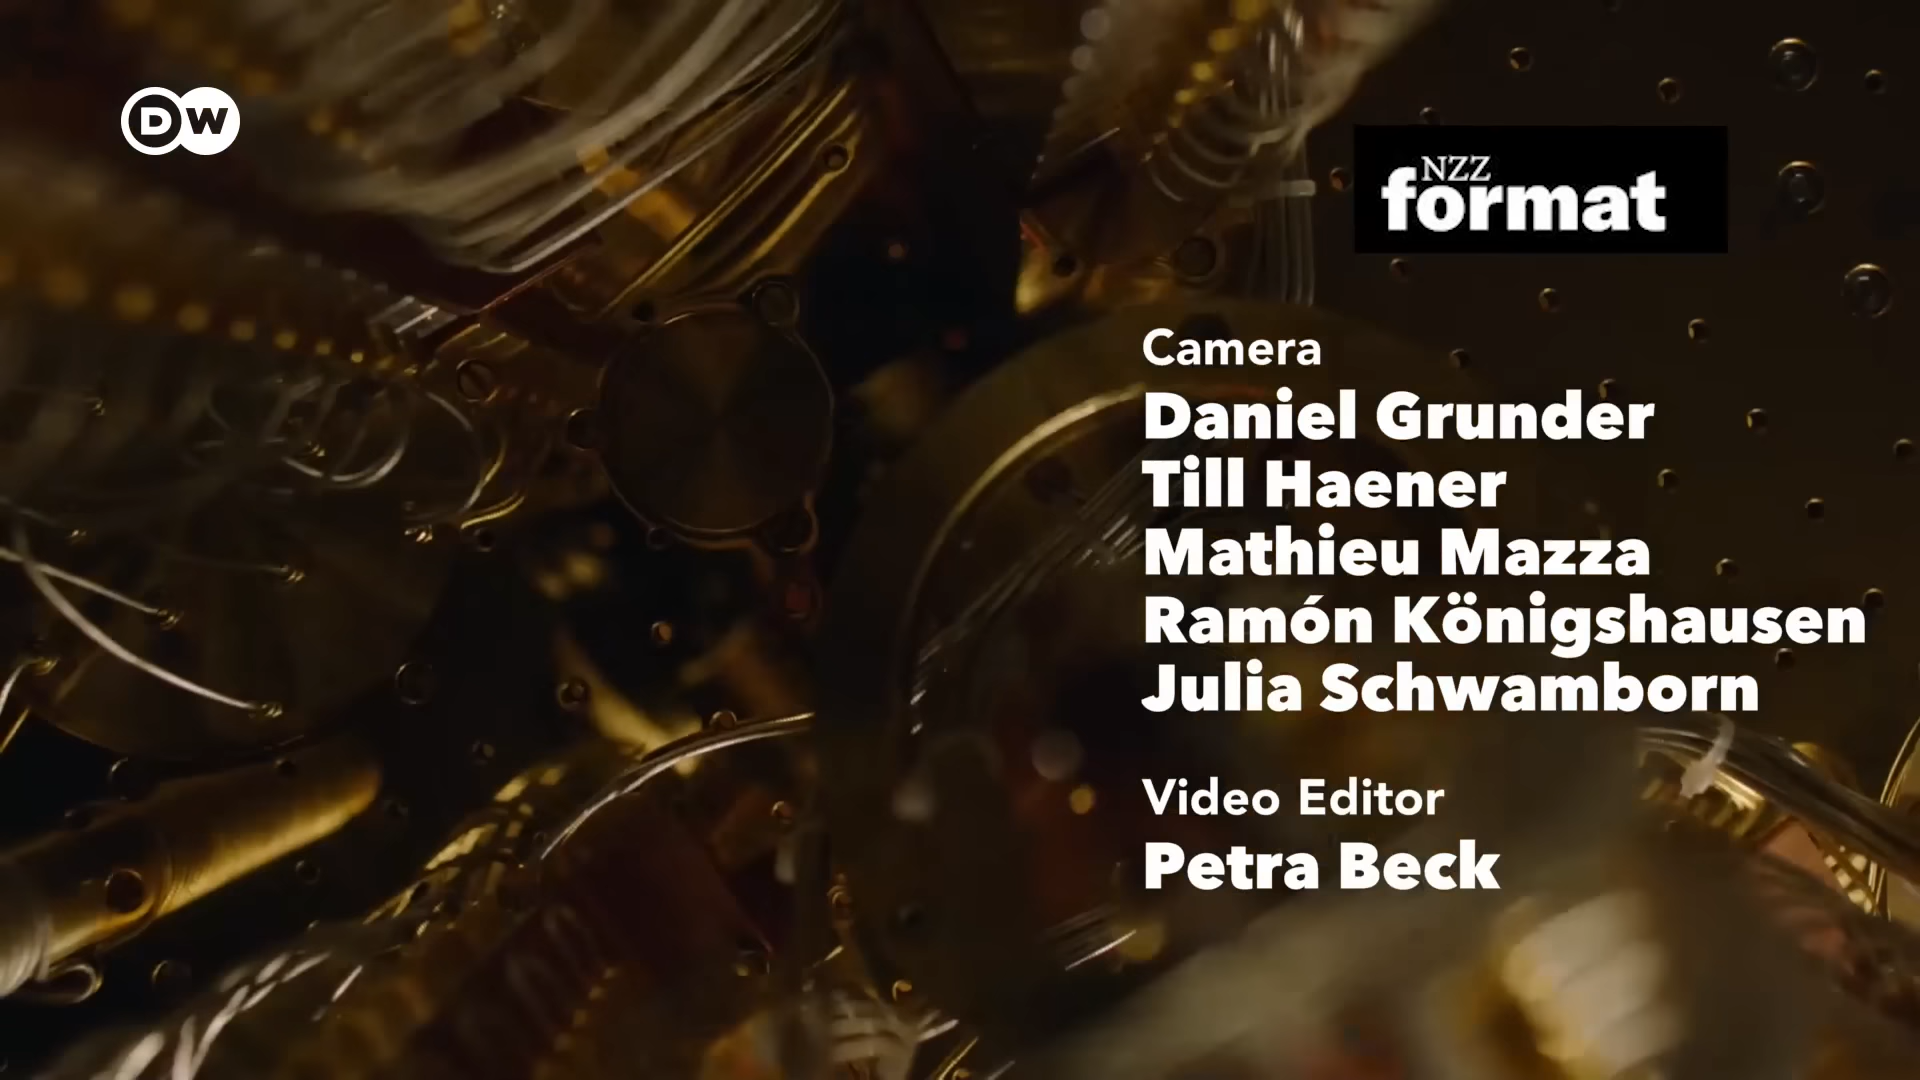 DW
NZZ
format
Camera
Daniel Grunder
Till Haener
Mathieu Mazza
Ramón Königshausen
Julia Schwamborn
Video Editor
Petra Beck